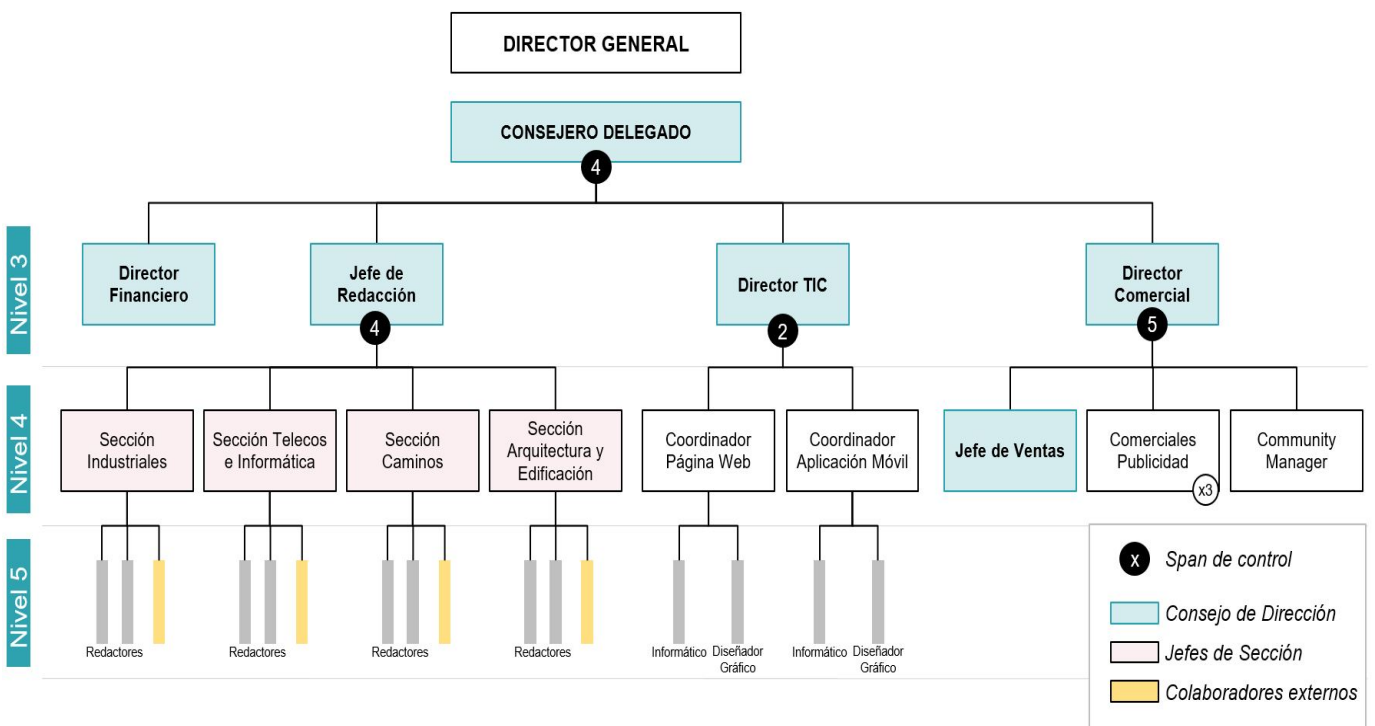 DIRECTOR GENERAL
CONSEJERO DELEGADO
4
Nivel 3
Director
Financiero
Jefe de
Redacción
4
Director TIC
2
Director
Comercial
5
Nivel 4
Sección
Industriales
Sección Telecos
e Informática
Sección
Caminos
Sección
Arquitectura y
Edificación
Coordinador
Página Web
Coordinador
Aplicación Móvil
Jefe de Ventas
Comerciales
Publicidad
x3
Community
Manager
Nivel 5
Redactores
Redactores
Redactores
Redactores
Informático
Diseñador
Gráfico
Informático
Diseñador
Gráfico
x
Span de control
Consejo de Dirección
Jefes de Sección
Colaboradores externos